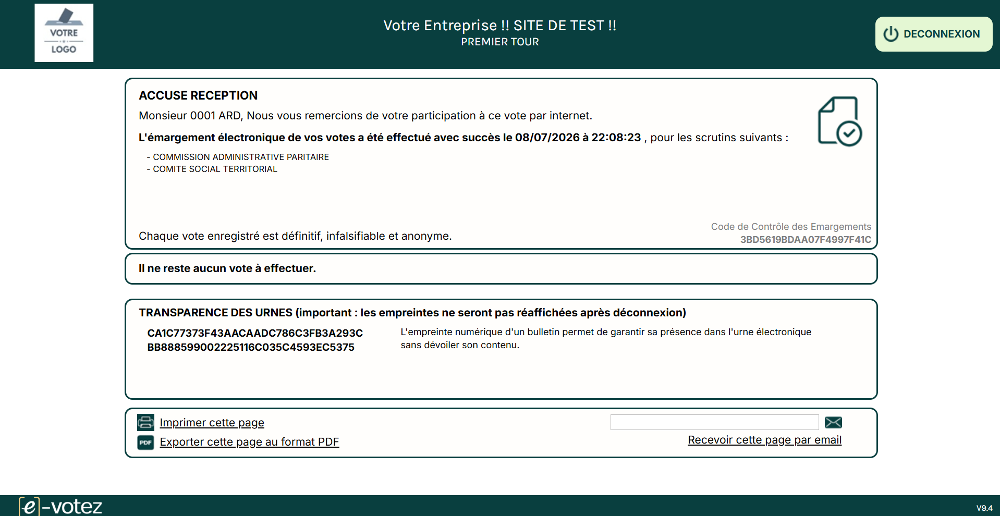 VOTRE
LOGO
Votre Entreprise !! SITE DE TEST !!
PREMIER TOUR
DECONNEXION
ACCUSE RECEPTION
Monsieur 0001 ARD, Nous vous remercions de votre participation à ce vote par internet.
L'émargement électronique de vos votes a été effectué avec succès le 08/07/2026 à 22:08:23 , pour les scrutins suivants :
- COMMISSION ADMINISTRATIVE PARITAIRE
- COMITE SOCIAL TERRITORIAL
Chaque vote enregistré est définitif, infalsifiable et anonyme.
Code de Contrôle des Emargements
3BD5619BDAA07F4997F41C
Il ne reste aucun vote à effectuer.
TRANSPARENCE DES URNES (important : les empreintes ne seront pas réaffichées après déconnexion)
CA1C77373F43AACAADC786C3FB3A293C
BB888599002225116C035C4593EC5375
L'empreinte numérique d'un bulletin permet de garantir sa présence dans l'urne électronique
sans dévoiler son contenu.
Imprimer cette page
PDF Exporter cette page au format PDF
Recevoir cette page par email
[e]-votez
V9.4